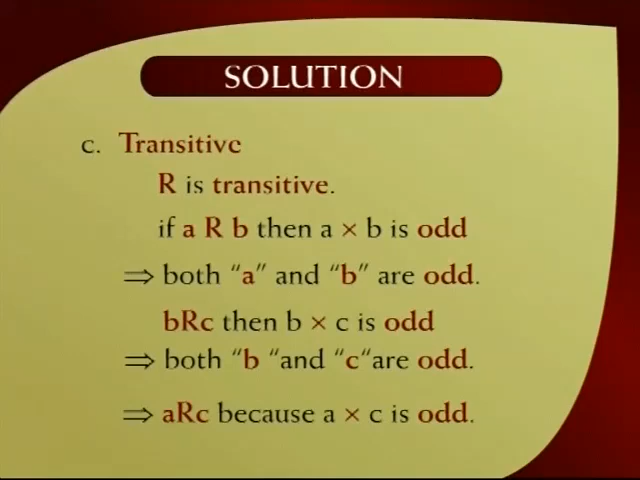 SOLUTION
c. Transitive
R is transitive.
if a R b then a × b is odd
⇒ both “a” and “b” are odd.
bRc then b × c is odd
⇒ both “b “and “c“are odd.
⇒ aRc because a × c is odd.